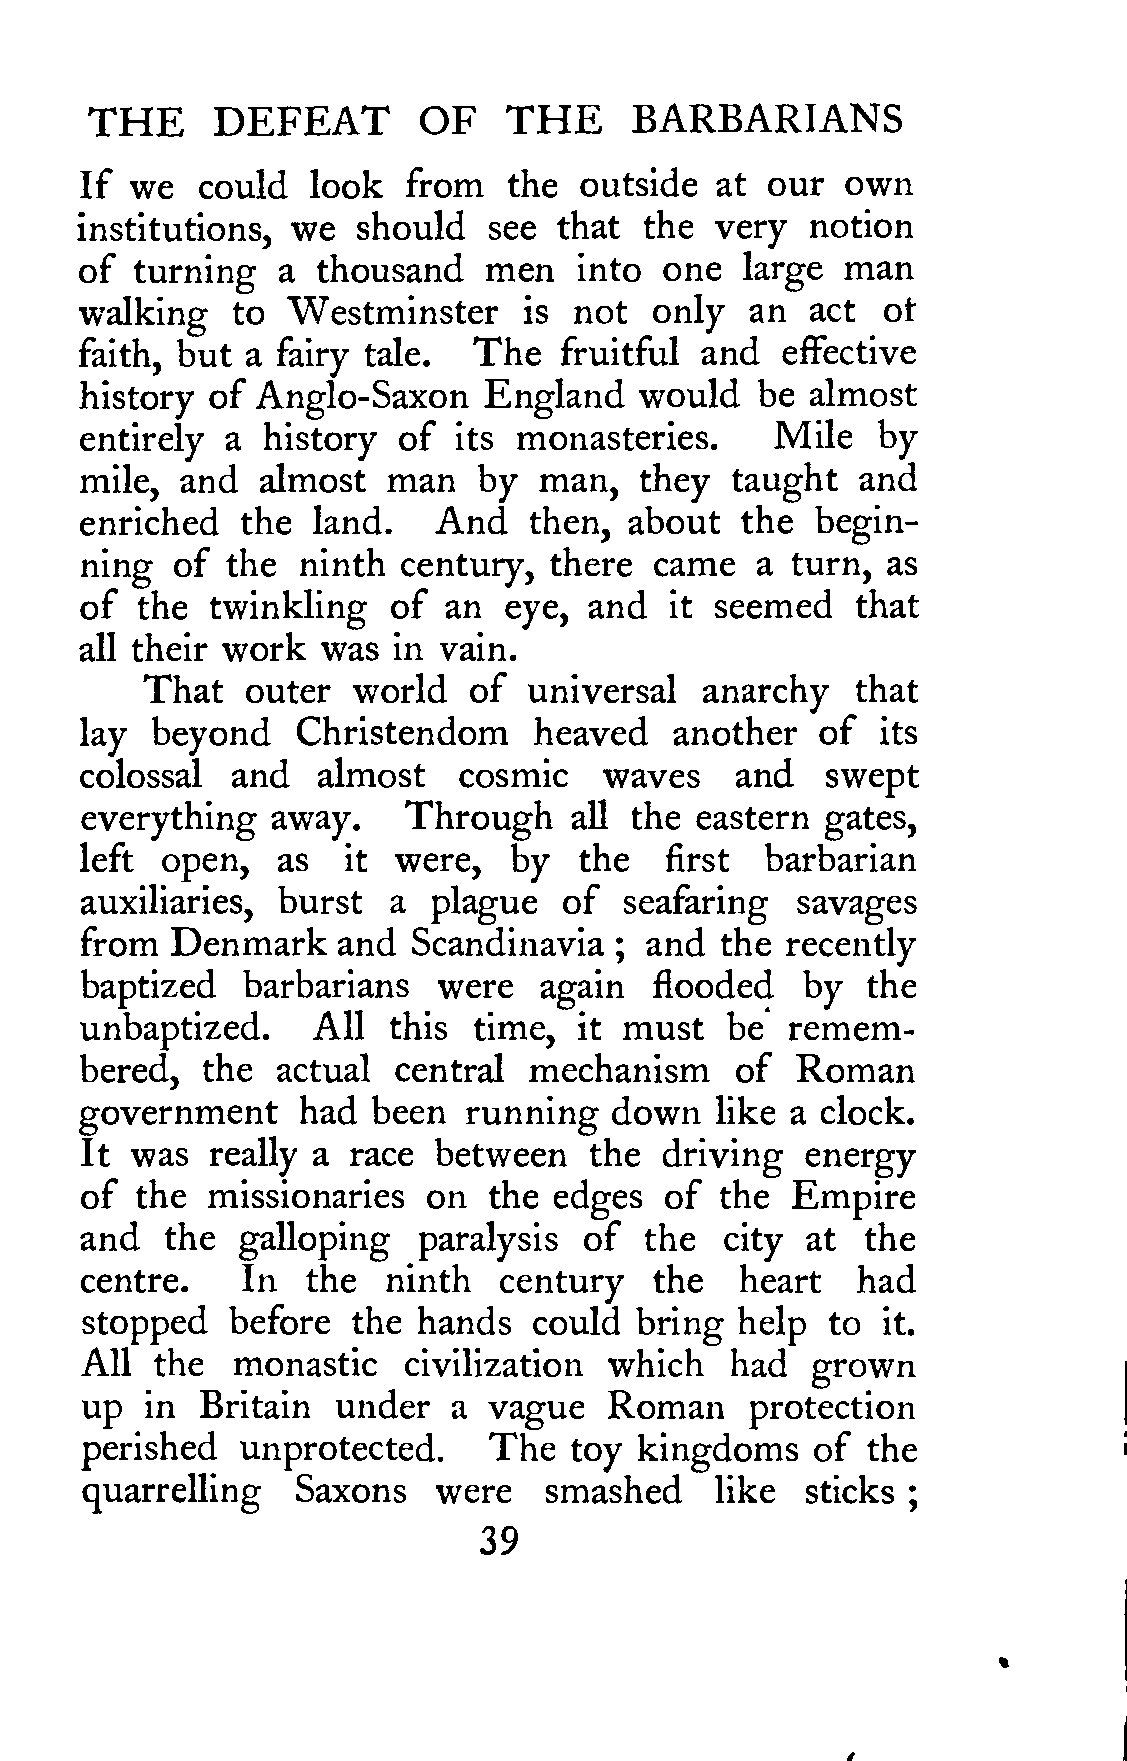 THE DEFEAT OF THE BARBARIANS
If we could look from the outside at our own
institutions, we should see that the very notion
of turning a thousand men into one large man
walking to Westminster is not only an act of
faith, but a fairy tale. The fruitful and effective
history of Anglo-Saxon England would be almost
entirely a history of its monasteries. Mile by
mile, and almost man by man, they taught and
enriched the land. And then, about the begin-
ning of the ninth century, there came a turn, as
of the twinkling of an eye, and it seemed that
all their work was in vain.
That outer world of universal anarchy that
lay beyond Christendom heaved another of its
colossal and almost cosmic waves and swept
everything away. Through all the eastern gates,
left open, as it were, by the first barbarian
auxiliaries, burst a plague of seafaring savages
from Denmark and Scandinavia ; and the recently
baptized barbarians were again flooded by the
unbaptized. All this time, it must be remem-
bered, the actual central mechanism of Roman
government had been running down like a clock.
It was really a race between the driving energy
of the missionaries on the edges of the Empire
and the galloping paralysis of the city at the
centre. In the ninth century the heart had
stopped before the hands could bring help to it.
All the monastic civilization which had grown
up in Britain under a vague Roman protection
perished unprotected. The toy kingdoms of the
quarrelling Saxons were smashed like sticks ;
39